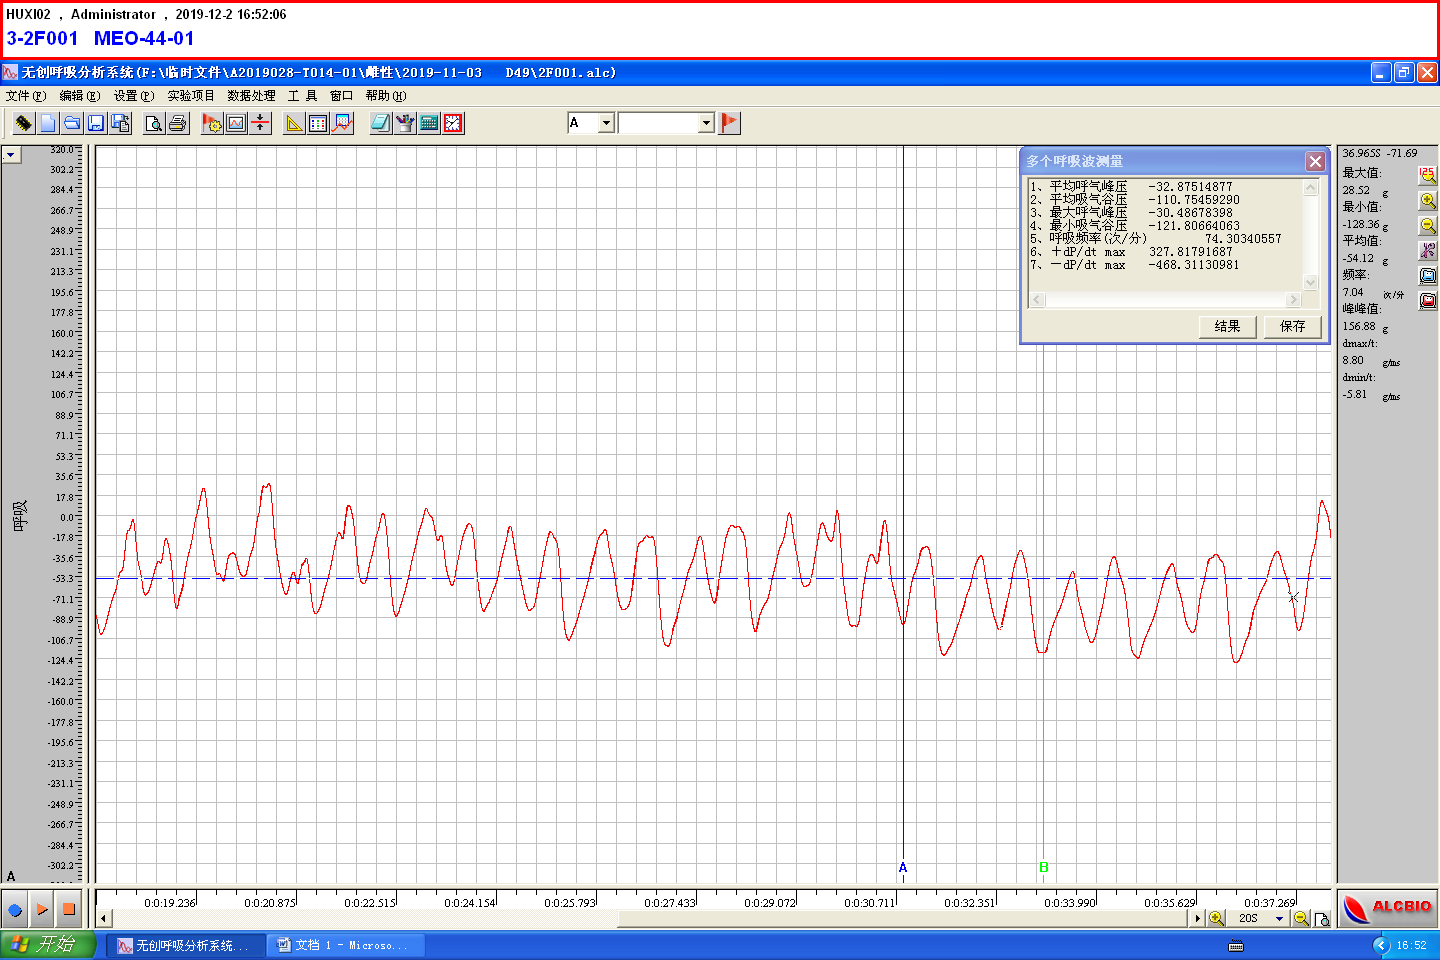 HUXI02 , Administrator , 2019-12-2 16:52:06
3-2F001 MEO-44-01
无创呼吸分析系统(F:\临时文件\A2019028-T014-01\雌性\2019-11-03 D49\2F001.alc)
文件(F) 编辑(E) 设置(P) 实验项目 数据处理 工 具 窗口 帮助(H)
A
320.0
302.2
284.4
266.7
248.9
231.1
213.3
195.6
177.8
160.0
142.2
124.4
106.7
88.9
71.1
53.3
35.6
17.8
0.0
-17.8
-35.6
-53.3
-71.1
-88.9
-106.7
-124.4
-142.2
-160.0
-177.8
-195.6
-213.3
-231.1
-248.9
-266.7
-284.4
-302.2
呼吸
A
多个呼吸波测量
1、平均呼气峰压 -32.87514877
2、平均吸气谷压 -110.75459290
3、最大呼气峰压 -30.48678398
4、最小吸气谷压 -121.80664063
5、呼吸频率(次/分) 74.30340557
6、＋dP/dt max 327.81791687
7、－dP/dt max -468.31130981
结果 保存
36.965S -71.69
最大值:
28.52 g
最小值:
-128.36 g
平均值:
-54.12 g
频率:
7.04 次/分
峰峰值:
156.88 g
dmax/t:
8.80 g/ms
dmin/t:
-5.81 g/ms
125
A B
0:0:19.236 0:0:20.875 0:0:22.515 0:0:24.154 0:0:25.793 0:0:27.433 0:0:29.072 0:0:30.711 0:0:32.351 0:0:33.990 0:0:35.629 0:0:37.269
20S
ALCBIO
开始 无创呼吸分析系统... 文档 1 - Microso... 16:52